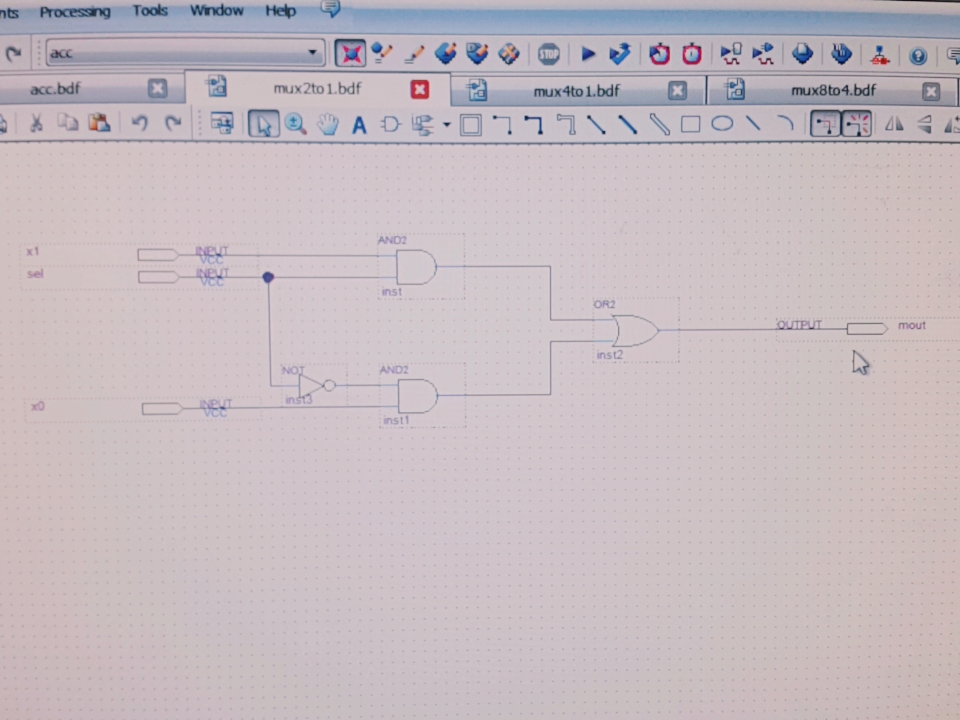 nts Processing Tools Window Help
acc
STOP
acc.bdf mux2to1.bdf mux4to1.bdf mux8to4.bdf
A
AND2
x1 INPUT
VCC
sel INPUT
VCC
inst
OR2
OUTPUT mout
inst2
NOT AND2
inst3
x0 INPUT
VCC
inst1